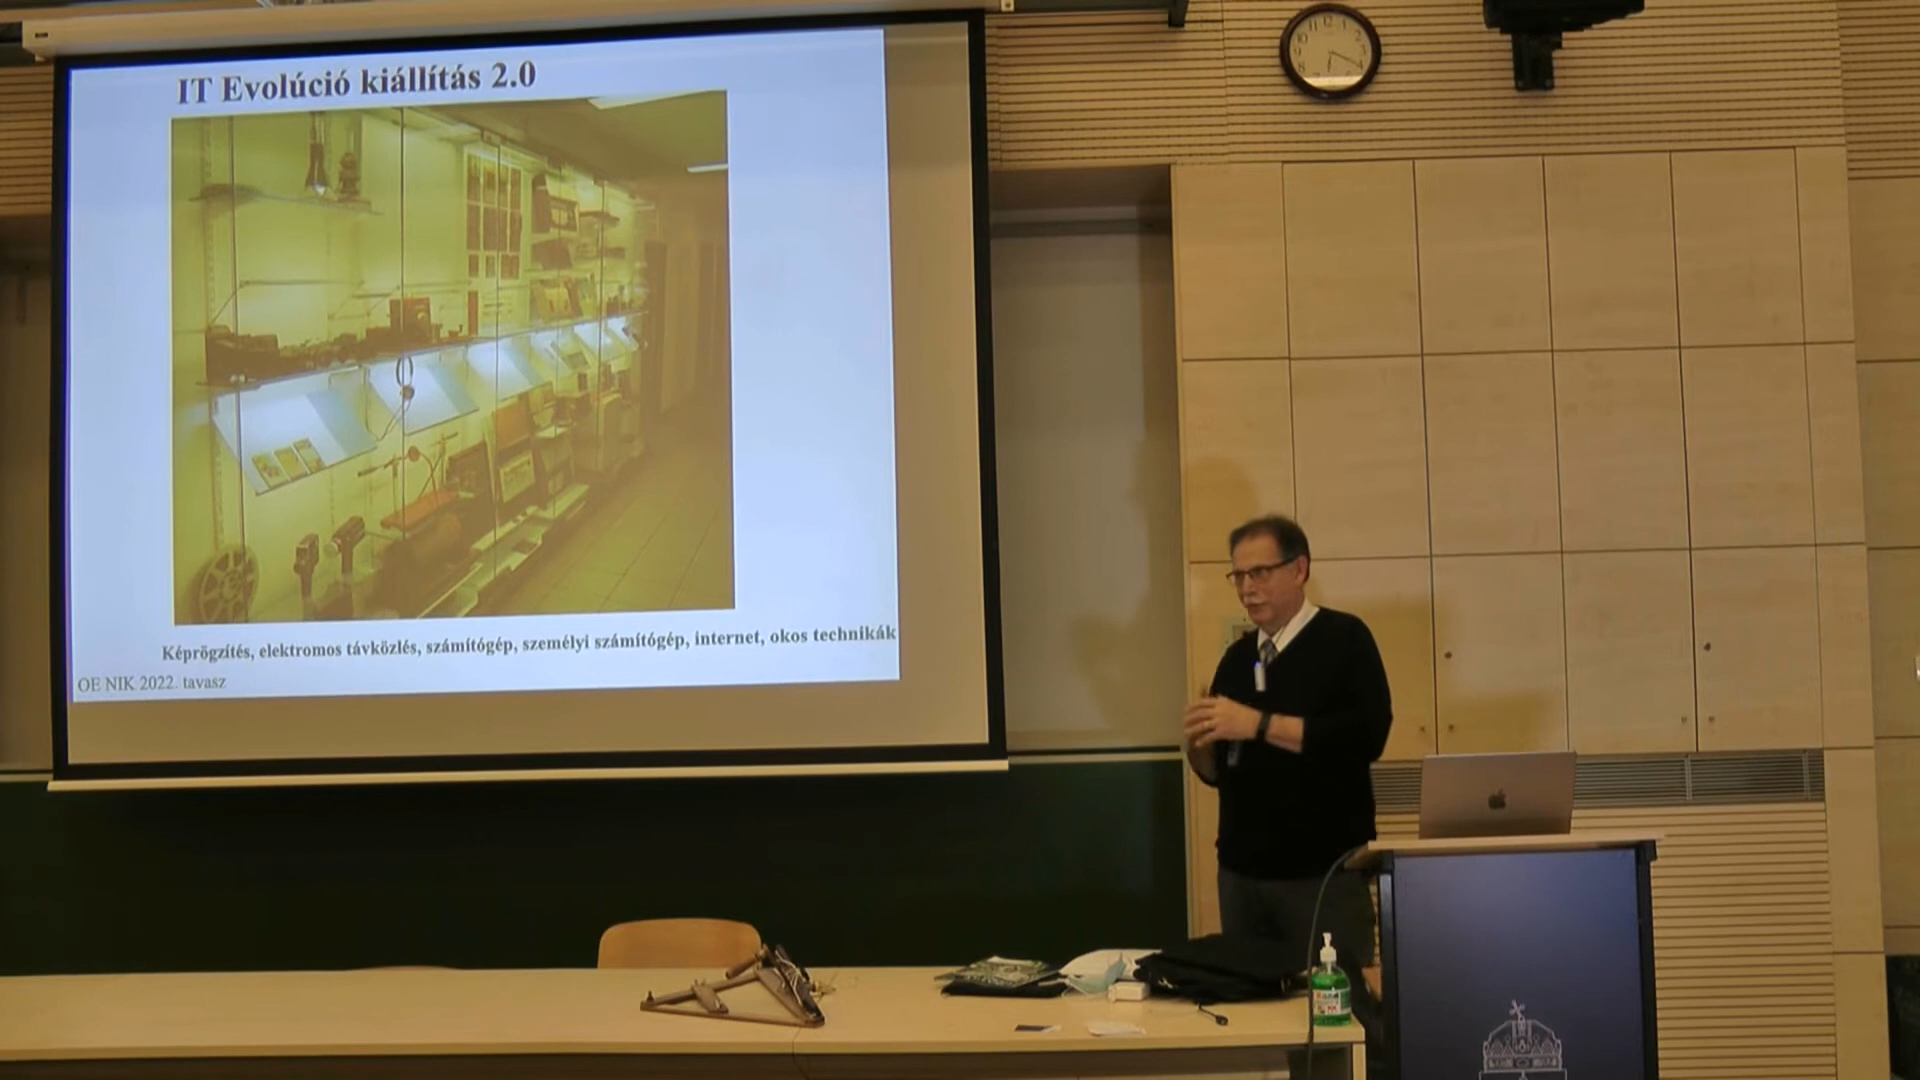 IT Evolúció kiállítás 2.0
Képrögzítés, elektromos távközlés, számítógép, személyi számítógép, internet, okos technikák
OE NIK 2022. tavasz